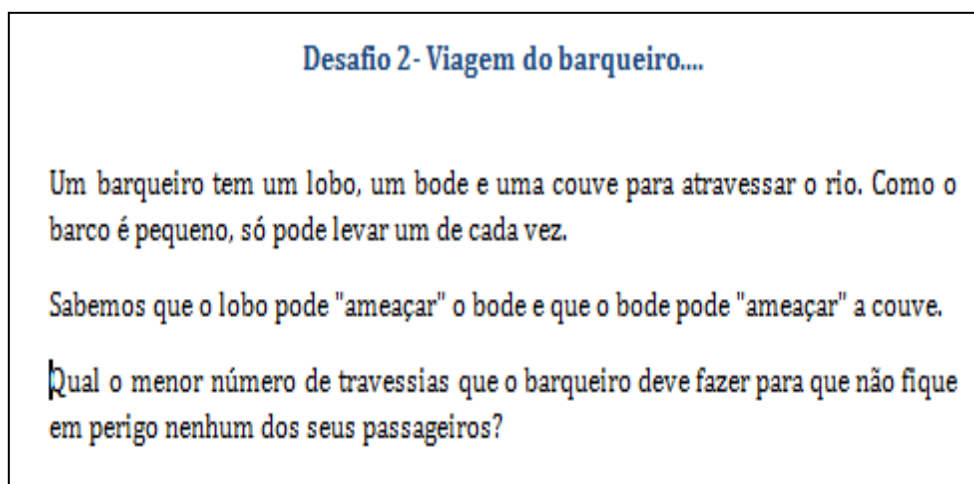 Desafio 2- Viagem do barqueiro....
Um barqueiro tem um lobo, um bode e uma couve para atravessar o rio. Como o
barco é pequeno, só pode levar um de cada vez.
Sabemos que o lobo pode "ameaçar" o bode e que o bode pode "ameaçar" a couve.
Qual o menor número de travessias que o barqueiro deve fazer para que não fique
em perigo nenhum dos seus passageiros?